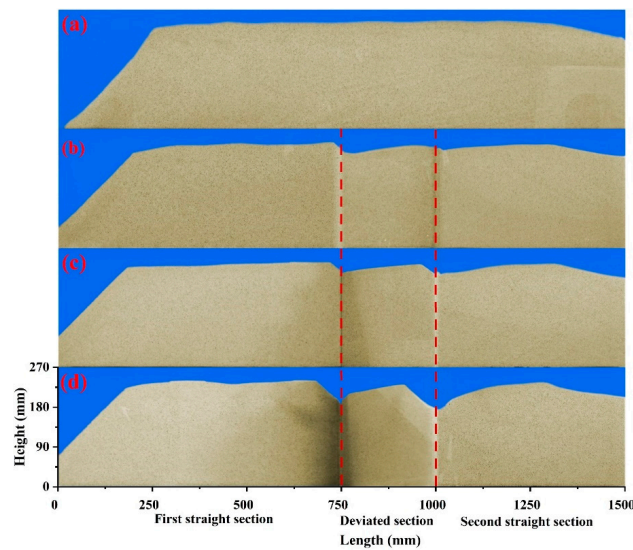 (a)
(b)
(c)
270
(d)
180
90
0
Height (mm)
0 250 500 750 1000 1250 1500
First straight section Deviated section Second straight section
Length (mm)